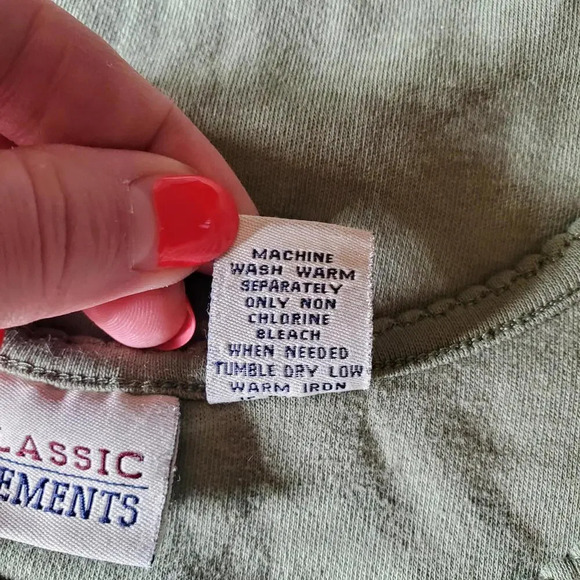 MACHINE
WASH WARM
SEPARATELY
ONLY NON
CHLORINE
BLEACH
WHEN NEEDED
TUMBLE DRY LOW
WARM IRON
LASSIC
EMENTS